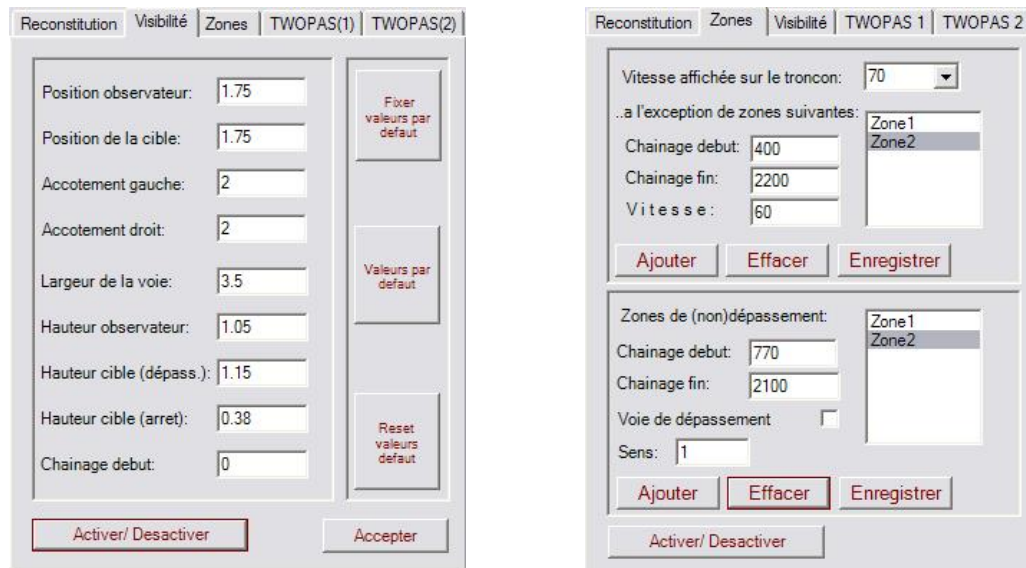 Reconstitution Visibilité Zones TWOPAS(1) TWOPAS(2)
Position observateur: 1.75
Position de la cible: 1.75
Accotement gauche: 2
Accotement droit: 2
Largeur de la voie: 3.5
Hauteur observateur: 1.05
Hauteur cible (dépass.): 1.15
Hauteur cible (arret): 0.38
Chainage debut: 0
Fixer
valeurs par
defaut
Valeurs par
defaut
Reset
valeurs
defaut
Activer/ Desactiver Accepter
Reconstitution Zones Visibilité TWOPAS 1 TWOPAS 2
Vitesse affichée sur le troncon: 70
..a l'exception de zones suivantes:
Zone1
Zone2
Chainage debut: 400
Chainage fin: 2200
Vitesse: 60
Ajouter Effacer Enregistrer
Zones de (non)dépassement:
Zone1
Zone2
Chainage debut: 770
Chainage fin: 2100
Voie de dépassement
Sens: 1
Ajouter Effacer Enregistrer
Activer/ Desactiver